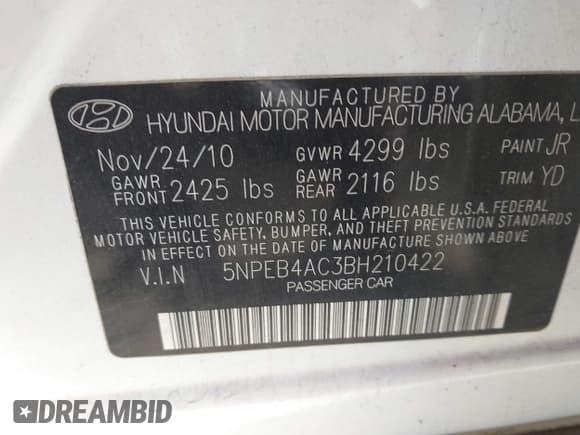 MANUFACTURED BY
HYUNDAI MOTOR MANUFACTURING ALABAMA, L
Nov/24/10 GVWR 4299 lbs PAINT JR
GAWR FRONT 2425 lbs GAWR REAR 2116 lbs TRIM YD
THIS VEHICLE CONFORMS TO ALL APPLICABLE U.S.A. FEDERAL
MOTOR VEHICLE SAFETY, BUMPER, AND THEFT PREVENTION
STANDARDS IN EFFECT ON THE DATE OF MANUFACTURE SHOWN ABOVE.
V.I.N 5NPEB4AC3BH210422
PASSENGER CAR
DREAMBID